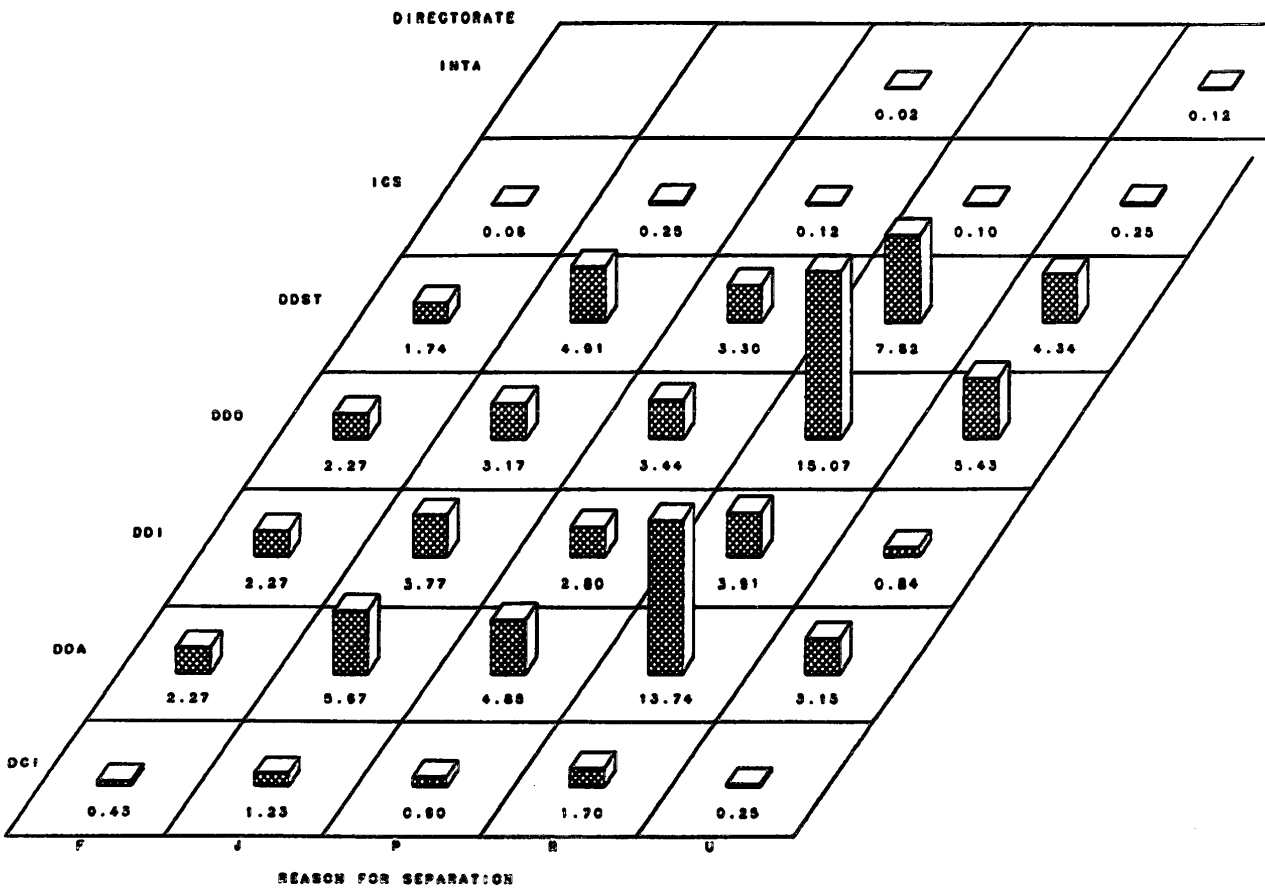 DIRECTORATE
INTA
0.02 0.12
ICS
0.08 0.25 0.12 0.10 0.25
DDST
1.74 4.91 3.30 7.82 4.34
DDO
2.27 3.17 3.44 15.07 5.43
DDI
2.27 3.77 2.80 3.91 0.84
DDA
2.27 5.67 4.88 13.74 3.15
DCI
0.43 1.23 0.80 1.70 0.25
F J P R U
REASON FOR SEPARATION